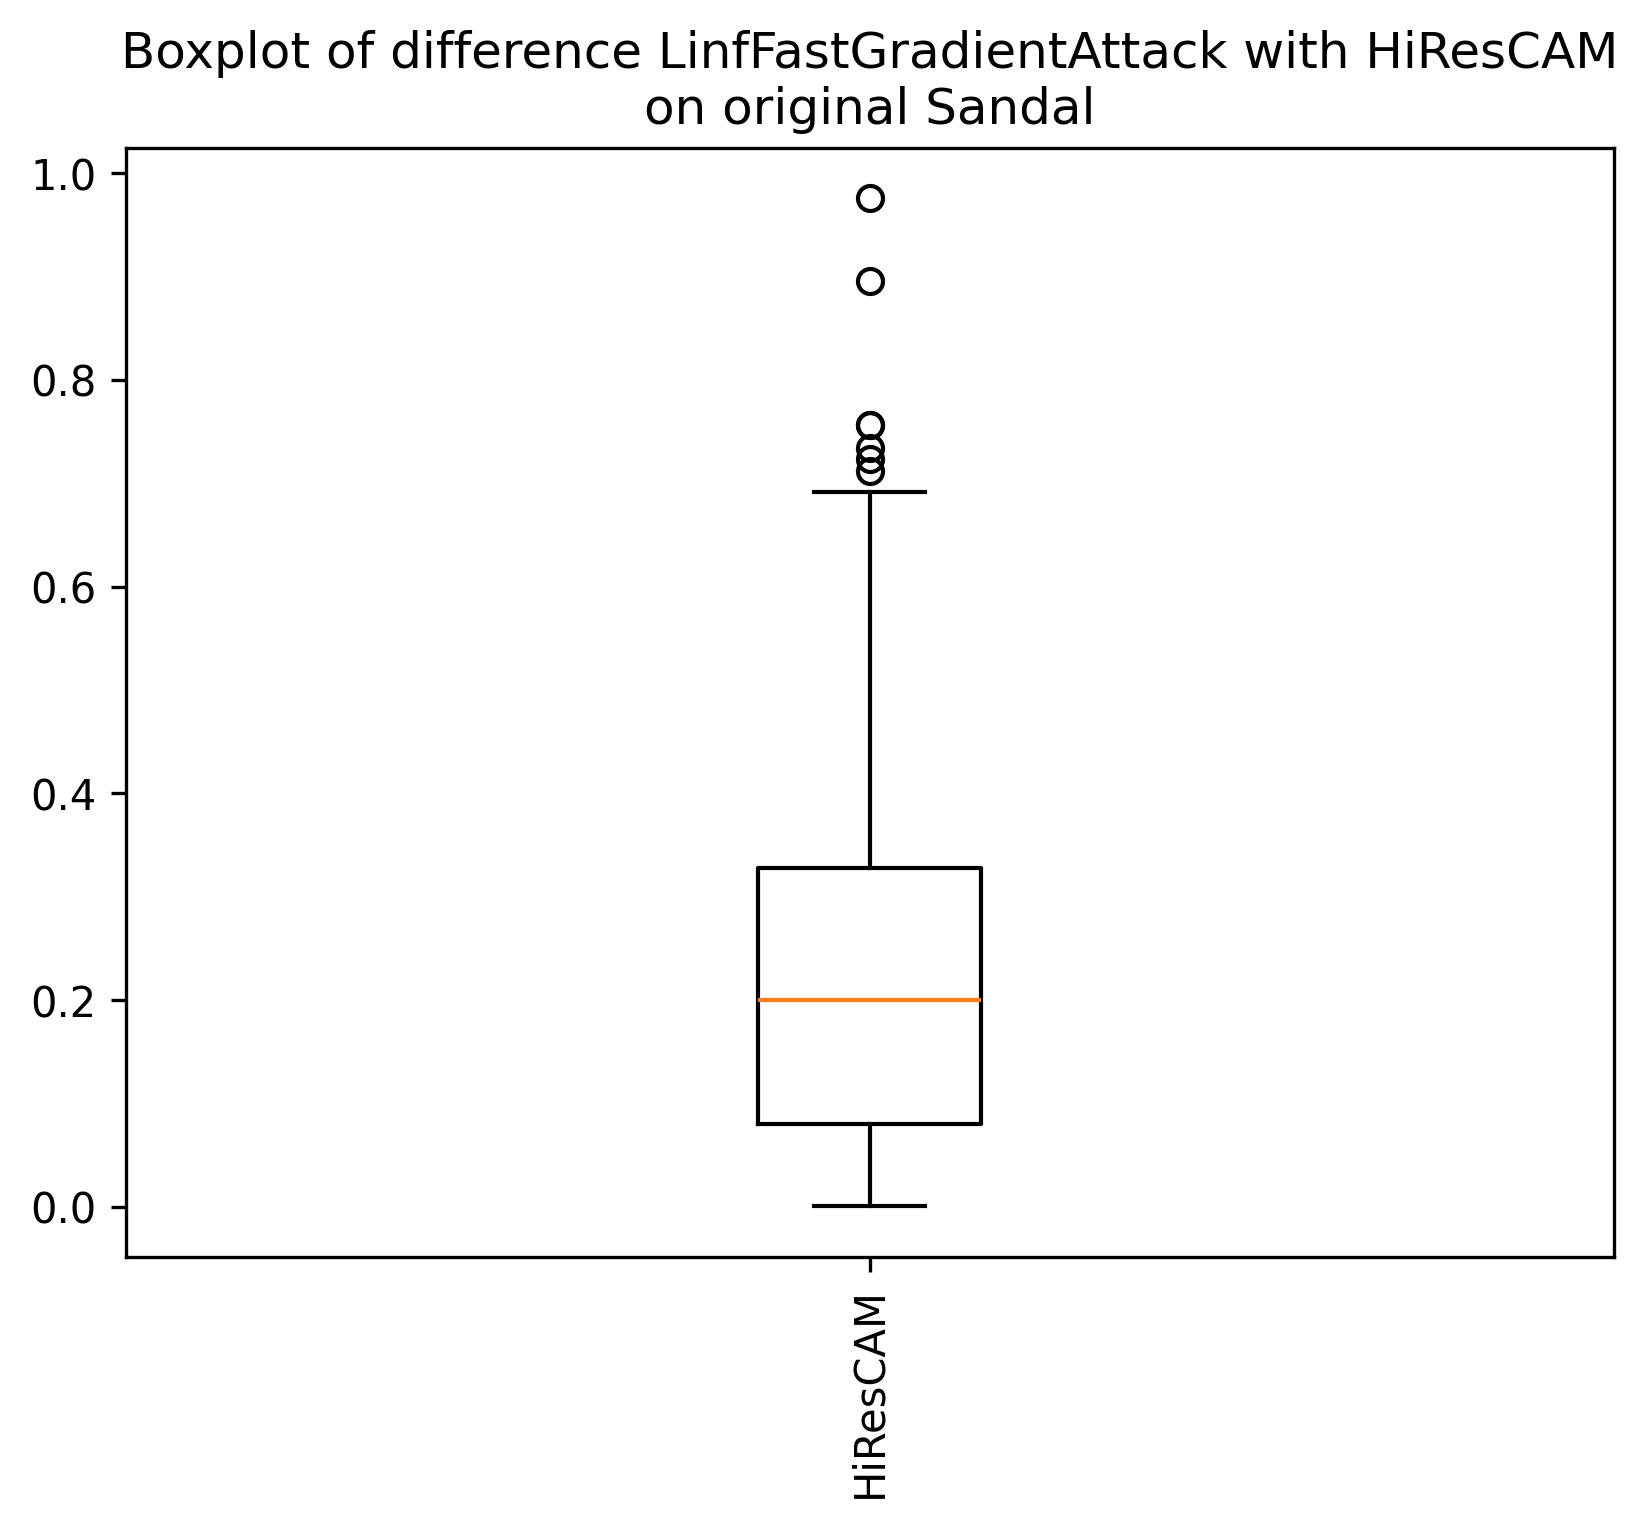 Boxplot of difference LinfFastGradientAttack with HiResCAM
on original Sandal
1.0
0.8
0.6
0.4
0.2
0.0
HiResCAM